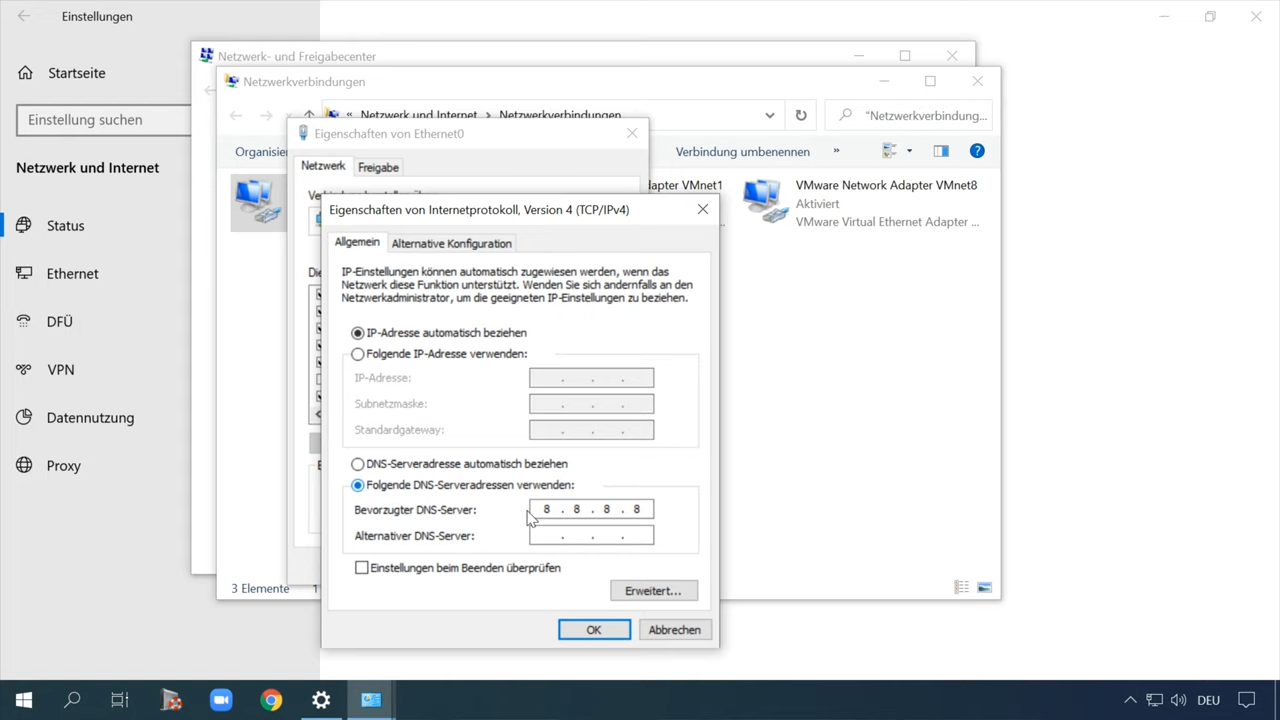 Einstellungen
Startseite
Einstellung suchen
Netzwerk und Internet
Status
Ethernet
DFÜ
VPN
Datennutzung
Proxy
Netzwerk- und Freigabecenter
Netzwerkverbindungen
« Netzwerk und Internet › Netzwerkverbindungen
"Netzwerkverbindung...
Organisie
Verbindung umbenennen »
VMware Network Adapter VMnet8
Aktiviert
VMware Virtual Ethernet Adapter ...
3 Elemente
Eigenschaften von Ethernet0
Netzwerk Freigabe
Eigenschaften von Internetprotokoll, Version 4 (TCP/IPv4)
Allgemein Alternative Konfiguration
IP-Einstellungen können automatisch zugewiesen werden, wenn das
Netzwerk diese Funktion unterstützt. Wenden Sie sich andernfalls an den
Netzwerkadministrator, um die geeigneten IP-Einstellungen zu beziehen.
IP-Adresse automatisch beziehen
Folgende IP-Adresse verwenden:
IP-Adresse: . . .
Subnetzmaske: . . .
Standardgateway: . . .
DNS-Serveradresse automatisch beziehen
Folgende DNS-Serveradressen verwenden:
Bevorzugter DNS-Server: 8 . 8 . 8 . 8
Alternativer DNS-Server: . . .
Einstellungen beim Beenden überprüfen
Erweitert...
OK Abbrechen
DEU